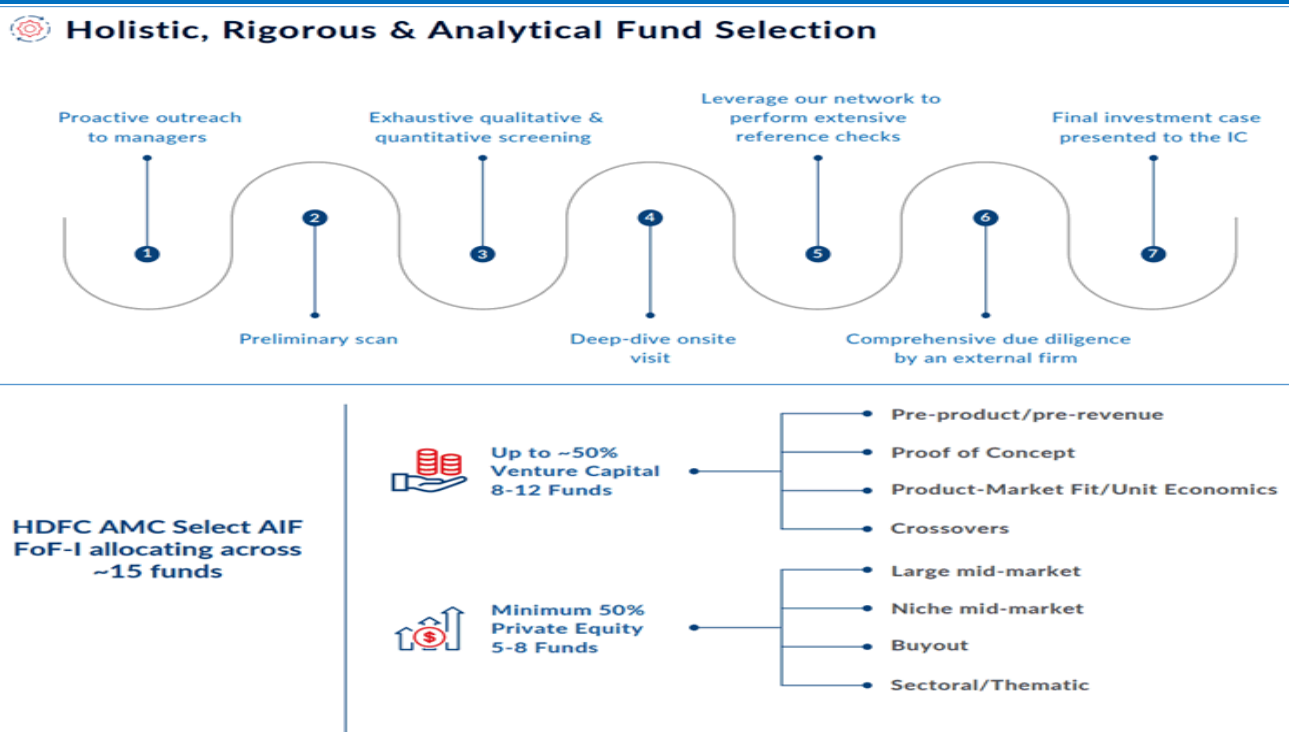 Holistic, Rigorous & Analytical Fund Selection
Proactive outreach
to managers
Exhaustive qualitative &
quantitative screening
Leverage our network to
perform extensive
reference checks
Final investment case
presented to the IC
1
2
3
4
5
6
7
Preliminary scan
Deep-dive onsite
visit
Comprehensive due diligence
by an external firm
HDFC AMC Select AIF
FoF-I allocating across
~15 funds
Up to ~50%
Venture Capital
8-12 Funds
Pre-product/pre-revenue
Proof of Concept
Product-Market Fit/Unit Economics
Crossovers
$
Minimum 50%
Private Equity
5-8 Funds
Large mid-market
Niche mid-market
Buyout
Sectoral/Thematic